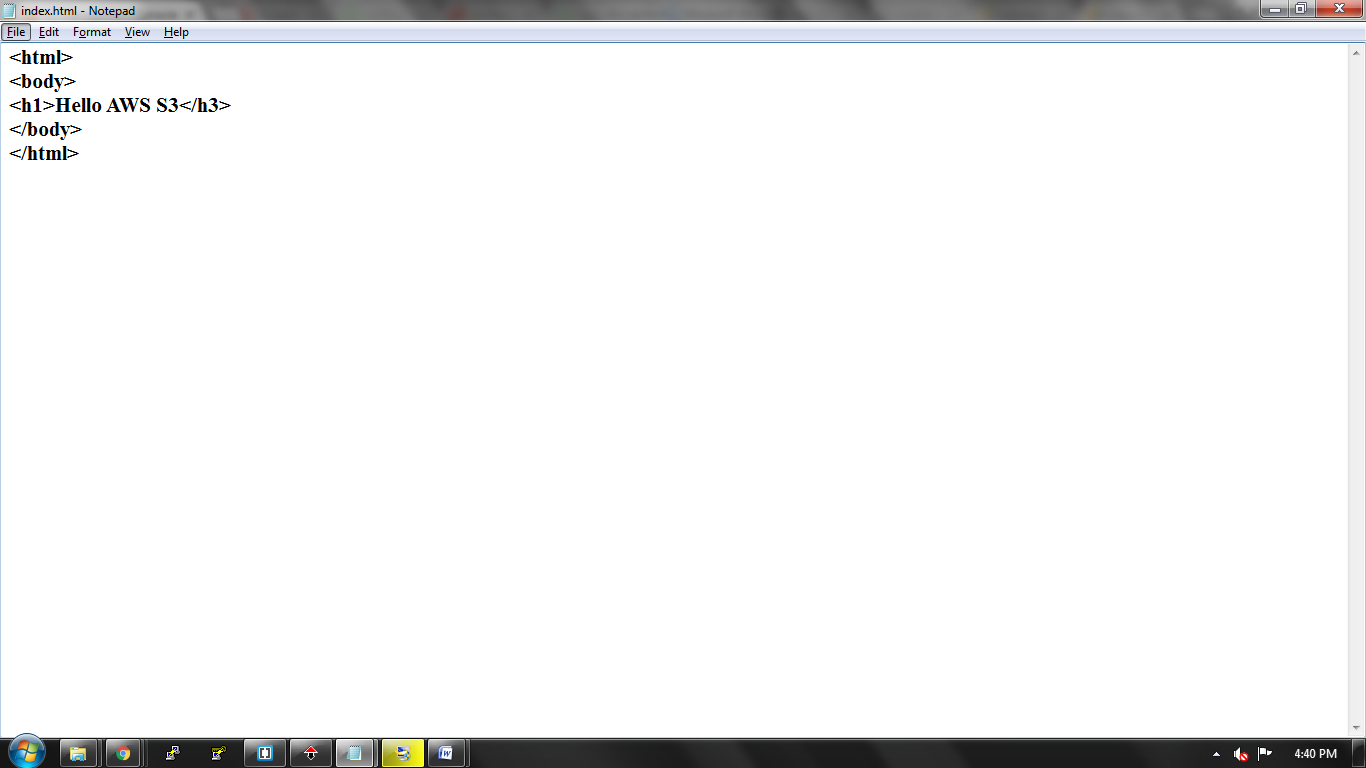 index.html - Notepad
File Edit Format View Help
<html>
<body>
<h1>Hello AWS S3</h3>
</body>
</html>
4:40 PM